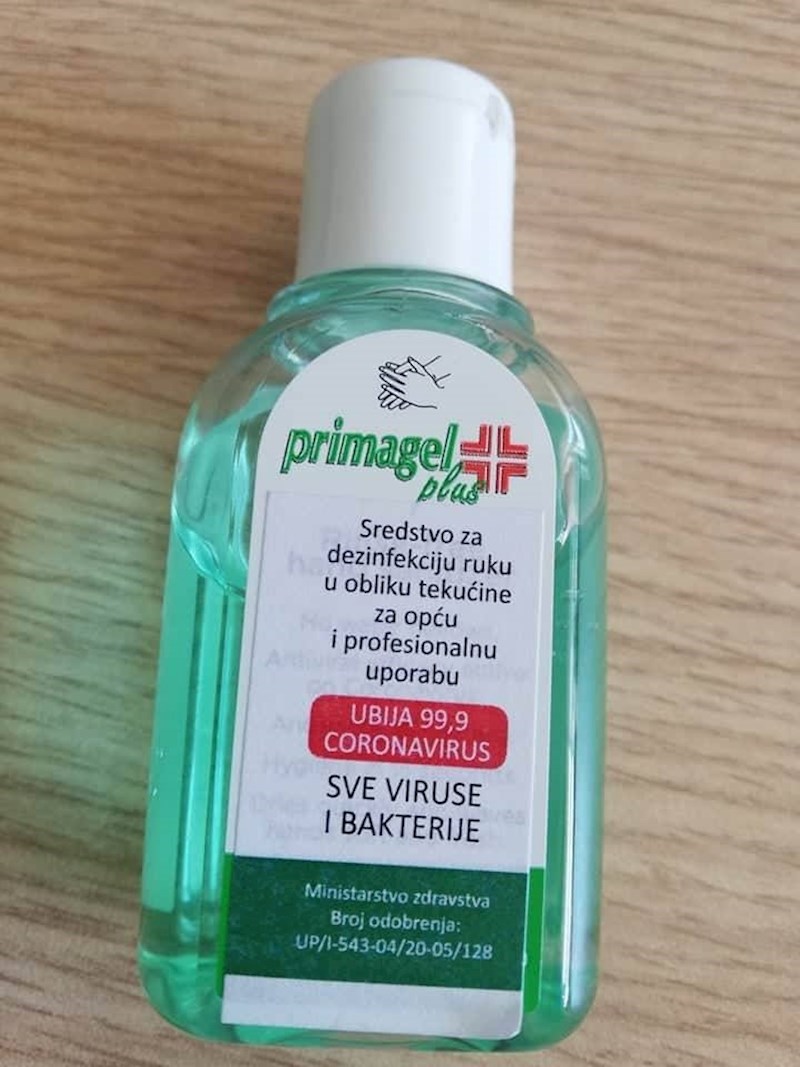 primagel
plus
Sredstvo za
dezinfekciju ruku
u obliku tekućine
za opću
i profesionalnu
uporabu
UBIJA 99,9
CORONAVIRUS
SVE VIRUSE
I BAKTERIJE
Ministarstvo zdravstva
Broj odobrenja:
UP/I-543-04/20-05/128